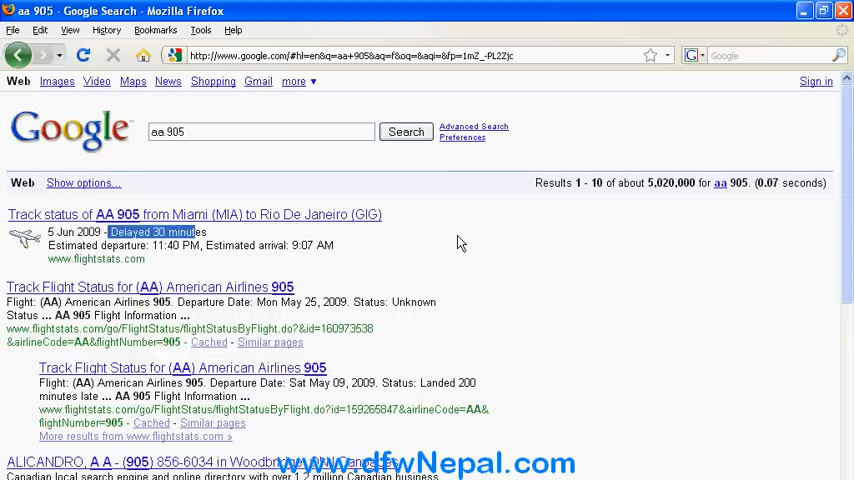 aa 905 - Google Search - Mozilla Firefox
File Edit View History Bookmarks Tools Help
http://www.google.com/#hl=en&q=aa+905&aq=f&oq=&aqi=&fp=1mZ_-PL2Zjc
Google
Web Images Video Maps News Shopping Gmail more ▼ Sign in
Google aa 905 Search Advanced Search
Preferences
Web Show options... Results 1 - 10 of about 5,020,000 for aa 905. (0.07 seconds)
Track status of AA 905 from Miami (MIA) to Rio De Janeiro (GIG)
5 Jun 2009 - Delayed 30 minutes
Estimated departure: 11:40 PM, Estimated arrival: 9:07 AM
www.flightstats.com
Track Flight Status for (AA) American Airlines 905
Flight: (AA) American Airlines 905. Departure Date: Mon May 25, 2009. Status: Unknown
Status ... AA 905 Flight Information ...
www.flightstats.com/go/FlightStatus/flightStatusByFlight.do?&id=160973538
&airlineCode=AA&flightNumber=905 - Cached - Similar pages
Track Flight Status for (AA) American Airlines 905
Flight: (AA) American Airlines 905. Departure Date: Sat May 09, 2009. Status: Landed 200
minutes late ... AA 905 Flight Information ...
www.flightstats.com/go/FlightStatus/flightStatusByFlight.do?id=159265847&airlineCode=AA&
flightNumber=905 - Cached - Similar pages
More results from www.flightstats.com »
ALICANDRO, A A - (905) 856-6034 in Woodbridge
www.dfwNepal.com
Canadian local search engine and online directory with over 1.2 million Canadian business